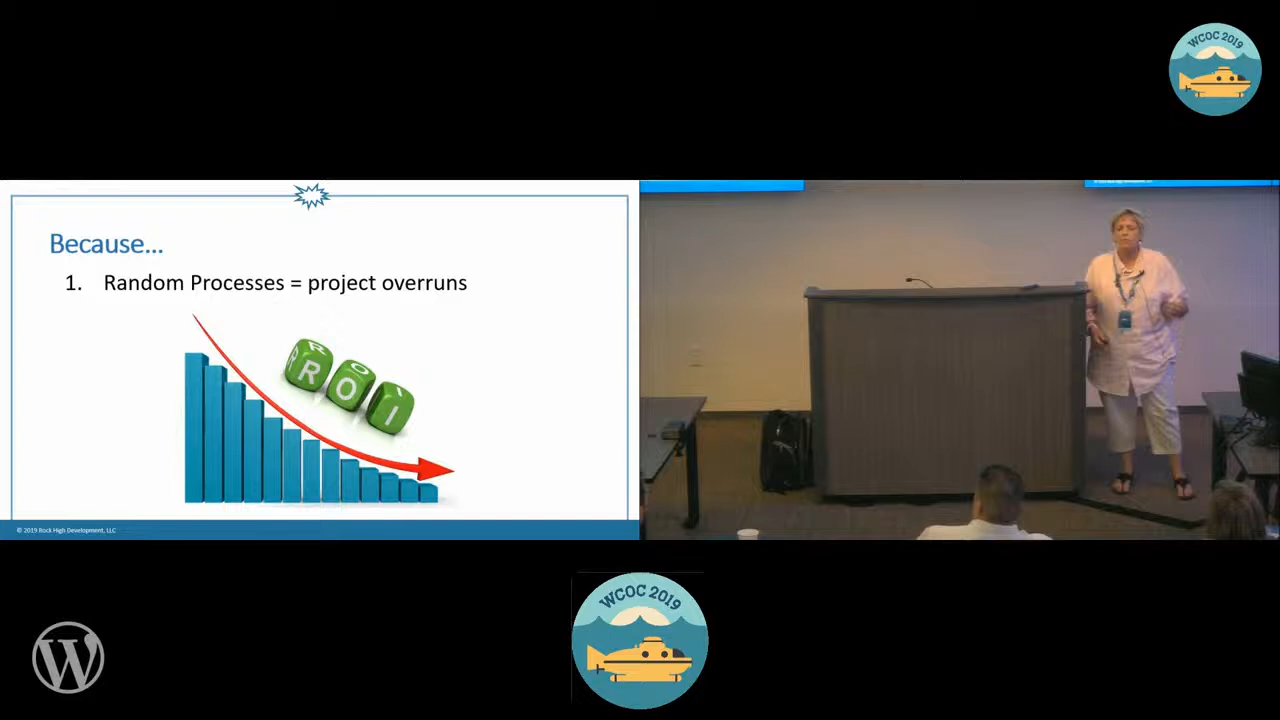 WCOC 2019
Because...
1. Random Processes = project overruns
R R O O I
© 2019 Rock High Development, LLC
WCOC 2019
W